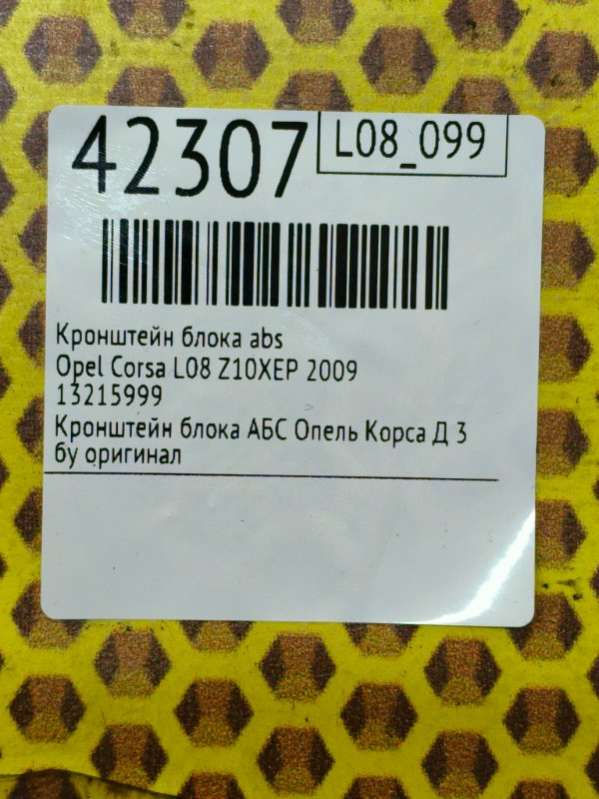 42307
L08_099
Кронштейн блока abs
Opel Corsa L08 Z10XEP 2009
13215999
Кронштейн блока АБС Опель Корса Д 3
бу оригинал